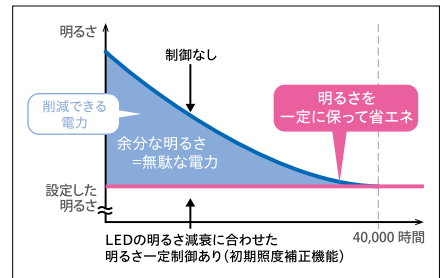 明るさ
制御なし
削減できる
電力
明るさを
一定に保って省エネ
余分な明るさ
=無駄な電力
設定した
明るさ
LEDの明るさ減衰に合わせた
明るさ一定制御あり(初期照度補正機能)
40,000 時間